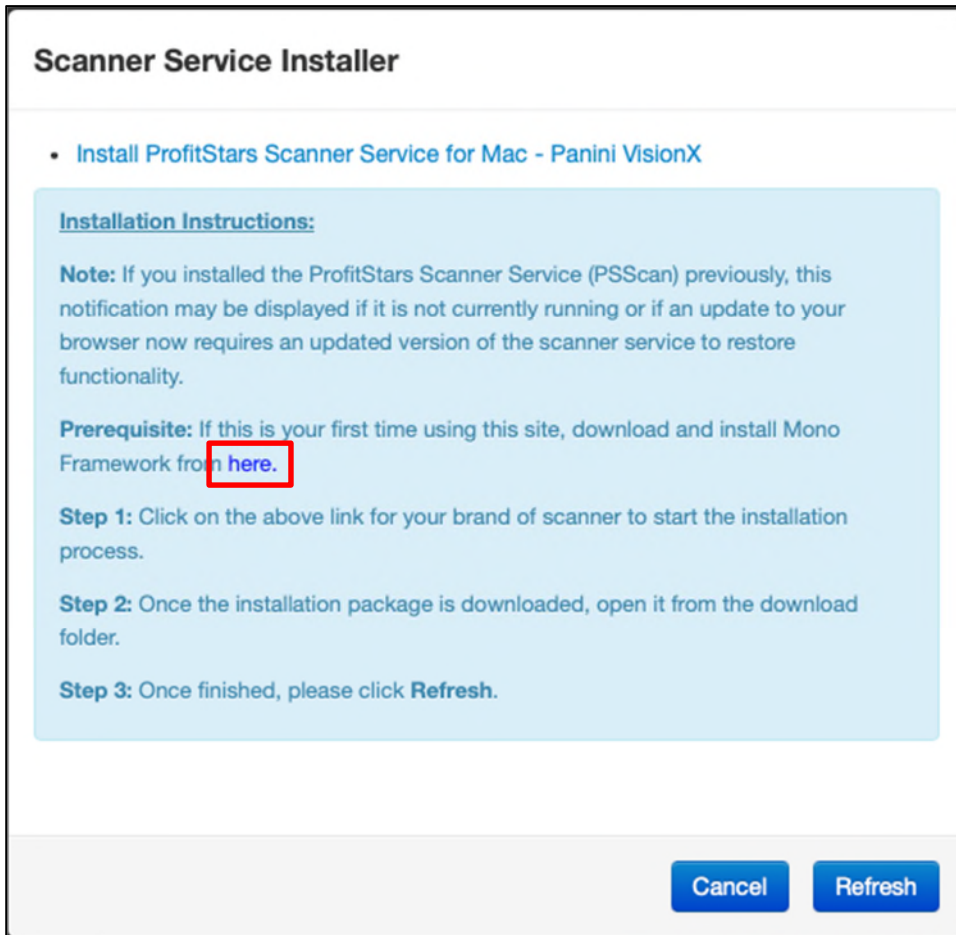 Scanner Service Installer
• Install ProfitStars Scanner Service for Mac - Panini VisionX
Installation Instructions:
Note: If you installed the ProfitStars Scanner Service (PSScan) previously, this
notification may be displayed if it is not currently running or if an update to your
browser now requires an updated version of the scanner service to restore
functionality.
Prerequisite: If this is your first time using this site, download and install Mono
Framework from here.
Step 1: Click on the above link for your brand of scanner to start the installation
process.
Step 2: Once the installation package is downloaded, open it from the download
folder.
Step 3: Once finished, please click Refresh.
Cancel Refresh